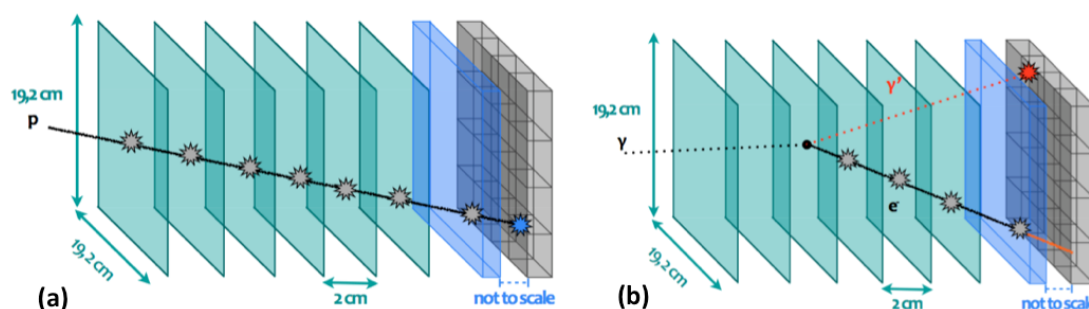 19,2 cm
p
19,2 cm
2 cm
not to scale
(a)
19,2 cm
γ
γ'
e-
19,2 cm
2 cm
not to scale
(b)